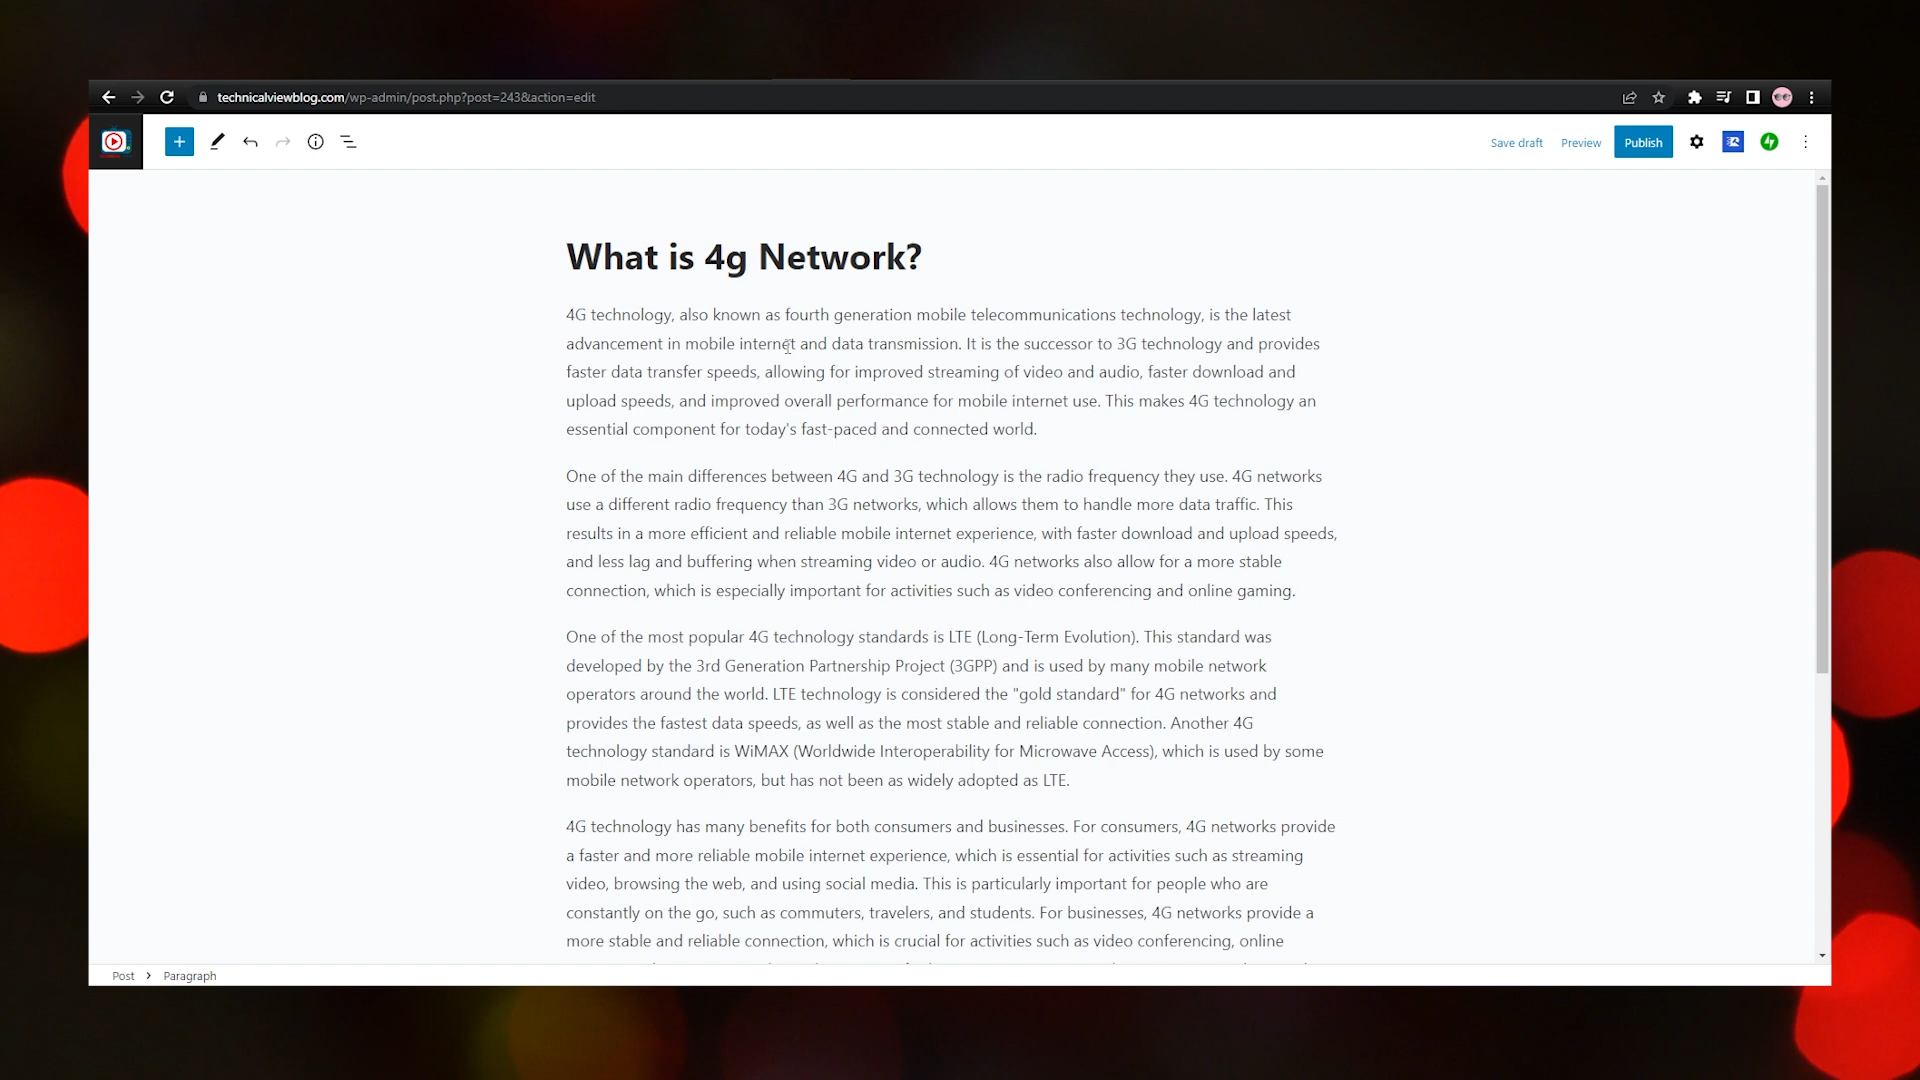 technicalviewblog.com/wp-admin/post.php?post=243&action=edit
Save draft Preview Publish
What is 4g Network?
4G technology, also known as fourth generation mobile telecommunications technology, is the latest
advancement in mobile internet and data transmission. It is the successor to 3G technology and provides
faster data transfer speeds, allowing for improved streaming of video and audio, faster download and
upload speeds, and improved overall performance for mobile internet use. This makes 4G technology an
essential component for today's fast-paced and connected world.
One of the main differences between 4G and 3G technology is the radio frequency they use. 4G networks
use a different radio frequency than 3G networks, which allows them to handle more data traffic. This
results in a more efficient and reliable mobile internet experience, with faster download and upload speeds,
and less lag and buffering when streaming video or audio. 4G networks also allow for a more stable
connection, which is especially important for activities such as video conferencing and online gaming.
One of the most popular 4G technology standards is LTE (Long-Term Evolution). This standard was
developed by the 3rd Generation Partnership Project (3GPP) and is used by many mobile network
operators around the world. LTE technology is considered the "gold standard" for 4G networks and
provides the fastest data speeds, as well as the most stable and reliable connection. Another 4G
technology standard is WiMAX (Worldwide Interoperability for Microwave Access), which is used by some
mobile network operators, but has not been as widely adopted as LTE.
4G technology has many benefits for both consumers and businesses. For consumers, 4G networks provide
a faster and more reliable mobile internet experience, which is essential for activities such as streaming
video, browsing the web, and using social media. This is particularly important for people who are
constantly on the go, such as commuters, travelers, and students. For businesses, 4G networks provide a
more stable and reliable connection, which is crucial for activities such as video conferencing, online
Post › Paragraph